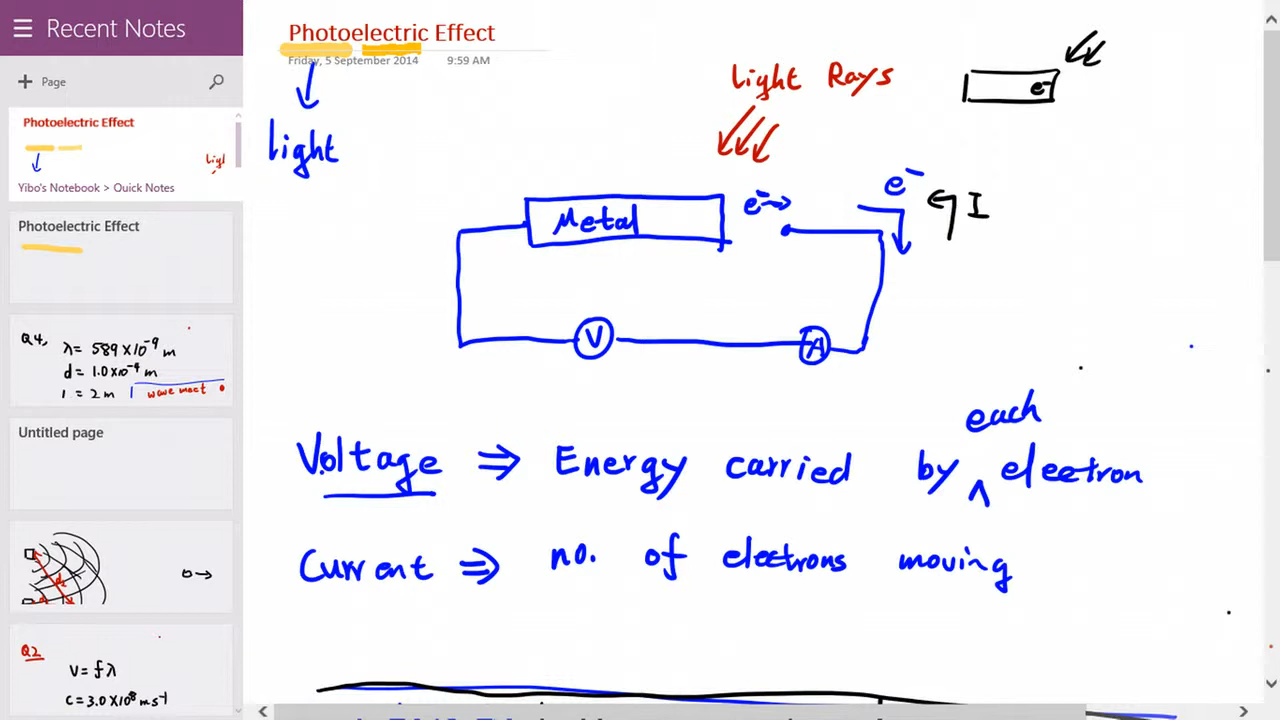 Recent Notes
Page
Photoelectric Effect
Yibo's Notebook > Quick Notes
Photoelectric Effect
Q4,
λ = 589 × 10⁻⁹ m
d = 1.0 × 10⁻⁴ m
l = 2 m
Untitled page
Q2
V = fλ
C = 3.0 × 10⁸ ms⁻¹
Photoelectric Effect
Friday, 5 September 2014 9:59 AM
light
Light Rays
e⁻
Metal
e⁻→
e⁻
I
V
A
each
Voltage ⇒ Energy carried by ^ electron
Current ⇒ no. of electrons moving